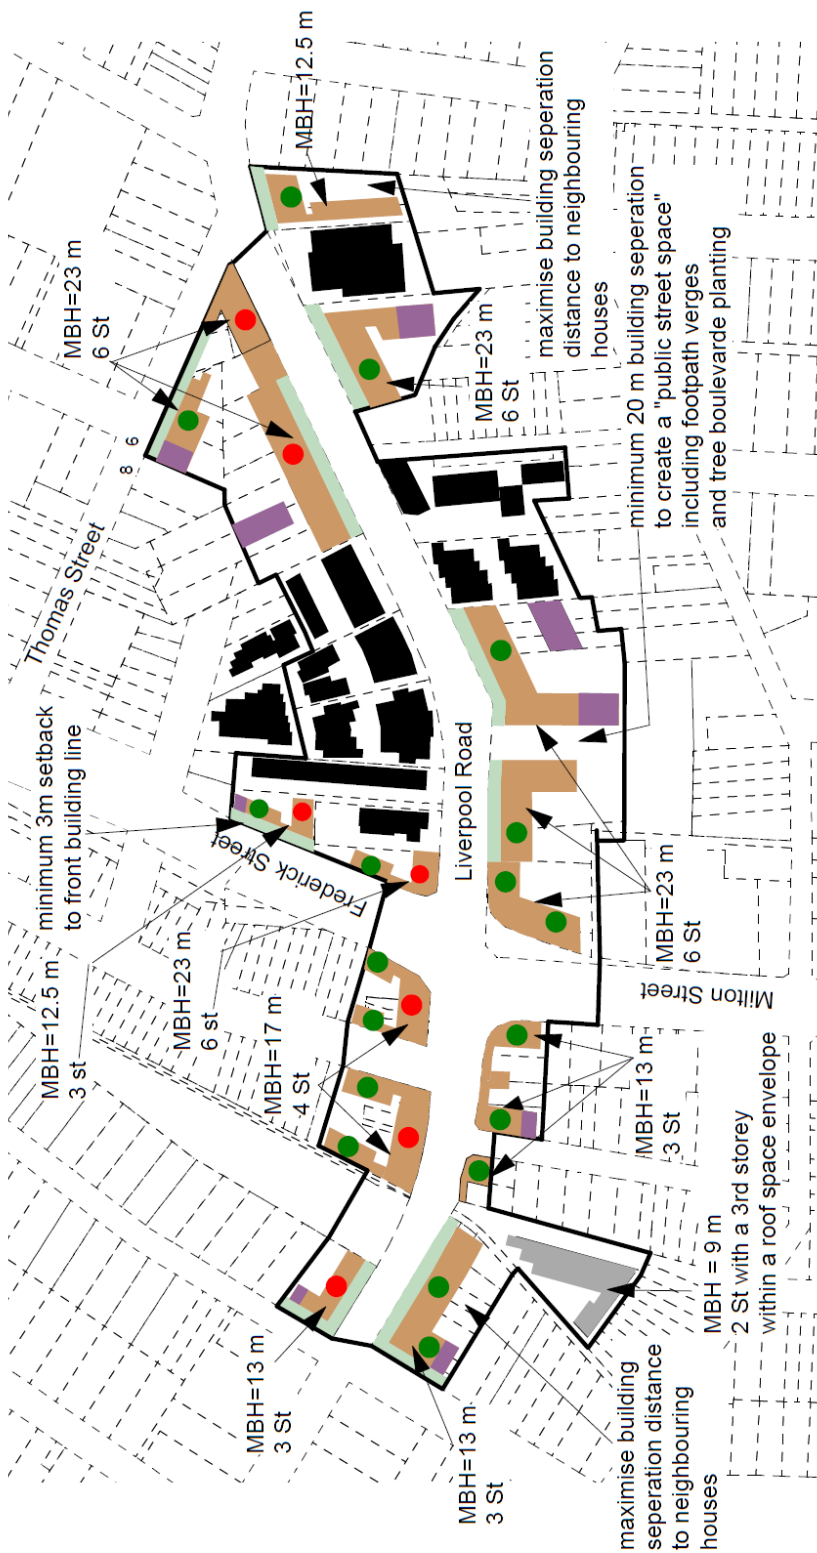 MBH=12.5 m
MBH=23 m
6 St
maximise building seperation
distance to neighbouring
houses
MBH=23 m
6 St
6
8
Thomas Street
minimum 20 m building seperation
to create a "public street space"
including footpath verges
and tree boulevarde planting
minimum 3m setback
to front building line
Liverpool Road
Frederick Street
MBH=12.5 m
3 st
MBH=23 m
6 st
MBH=23 m
6 St
MBH=17 m
4 St
Milton Street
MBH=13 m
3 St
MBH = 9 m
2 St with a 3rd storey
within a roof space envelope
MBH=13 m
3 St
MBH=13 m
3 St
maximise building
seperation distance
to neighbouring
houses